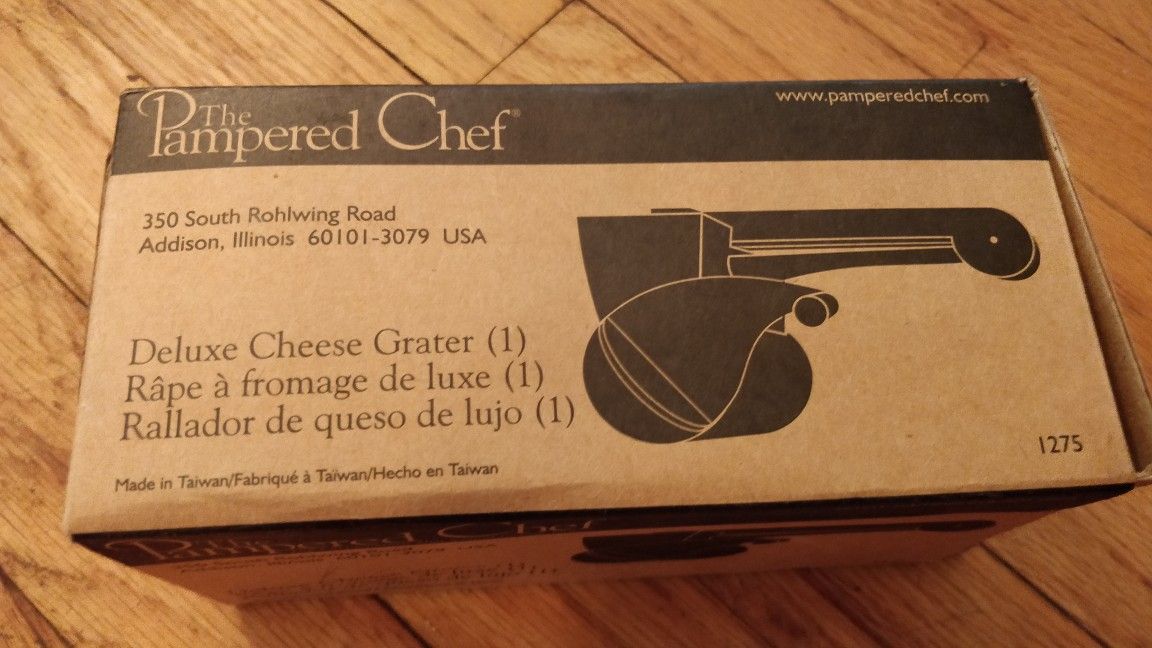 The
Pampered Chef®
www.pamperedchef.com
350 South Rohlwing Road
Addison, Illinois 60101-3079 USA
Deluxe Cheese Grater (1)
Râpe à fromage de luxe (1)
Rallador de queso de lujo (1)
1275
Made in Taiwan/Fabriqué à Taïwan/Hecho en Taiwan
Pampered Chef